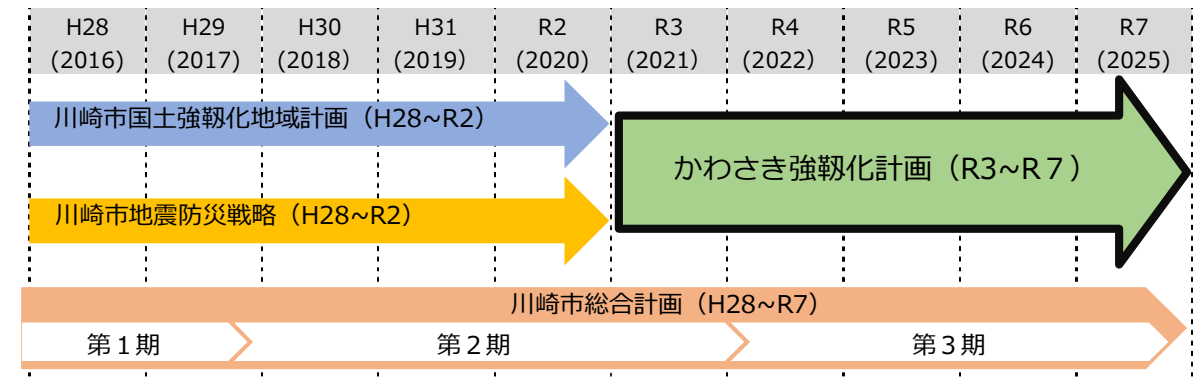 H28 H29 H30 H31 R2 R3 R4 R5 R6 R7
(2016) (2017) (2018) (2019) (2020) (2021) (2022) (2023) (2024) (2025)
川崎市国土強靱化地域計画（H28~R2）
かわさき強靱化計画（R3~R７）
川崎市地震防災戦略（H28~R2）
川崎市総合計画（H28~R7）
第１期 第２期 第３期